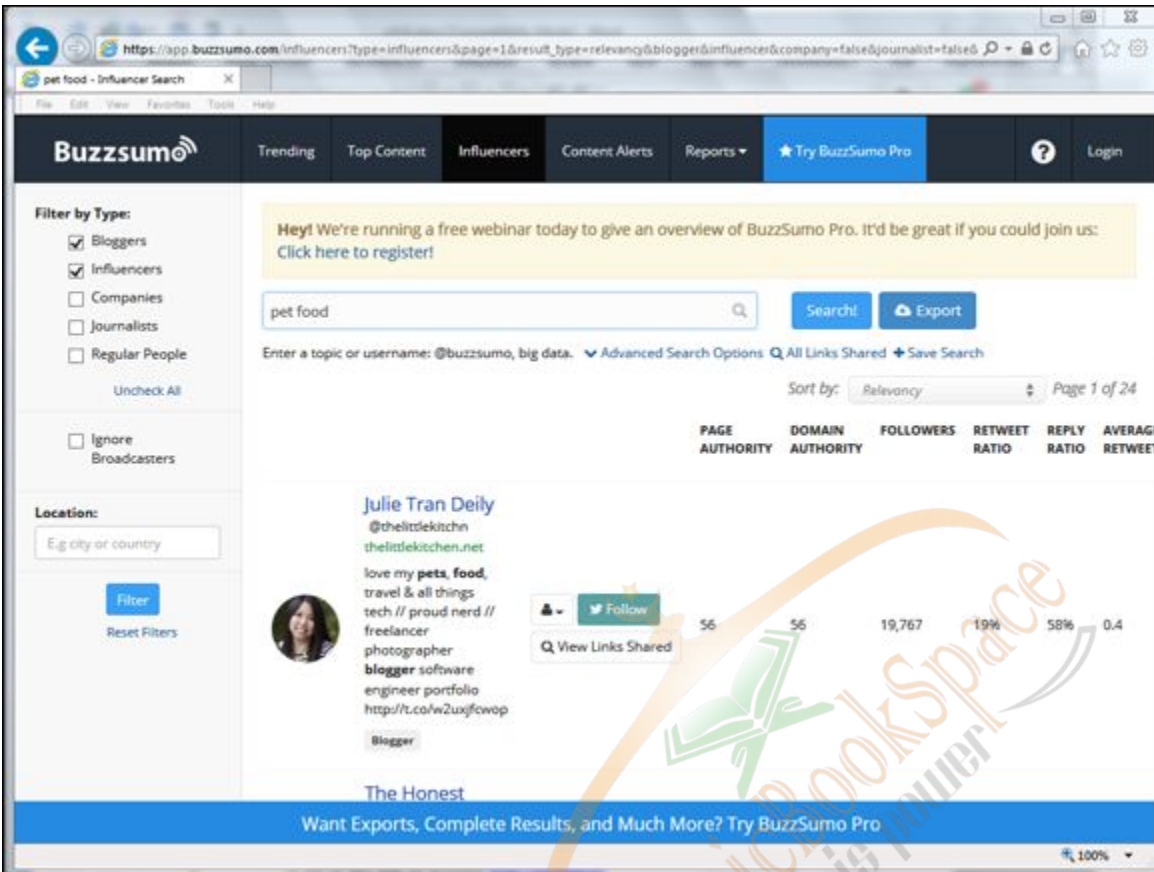 https://app.buzzsumo.com/influencers?type=influencers&page=1&result_type=relevancy&blogger&influencer&company=false&journalist=false&
pet food - Influencer Search
File Edit View Favorites Tools Help
Buzzsumo
Trending Top Content Influencers Content Alerts Reports Try BuzzSumo Pro ? Login
Filter by Type:
Bloggers
Influencers
Companies
Journalists
Regular People
Uncheck All
Ignore
Broadcasters
Location:
E.g city or country
Filter
Reset Filters
Hey! We're running a free webinar today to give an overview of BuzzSumo Pro. It'd be great if you could join us:
Click here to register!
pet food
Search! Export
Enter a topic or username: @buzzsumo, big data. Advanced Search Options All Links Shared Save Search
Sort by: Relevancy Page 1 of 24
PAGE AUTHORITY DOMAIN AUTHORITY FOLLOWERS RETWEET RATIO REPLY RATIO AVERAGE RETWEET
Julie Tran Deily
@thelittlekitchn
thelittlekitchen.net
love my pets, food,
travel & all things
tech // proud nerd //
freelancer
photographer
blogger software
engineer portfolio
http://t.co/w2uxjfcwop
Blogger
Follow
View Links Shared
56 56 19,767 19% 58% 0.4
The Honest
Want Exports, Complete Results, and Much More? Try BuzzSumo Pro
100%
is power